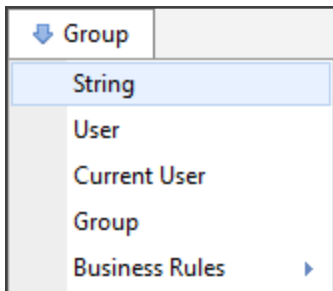 Group
String
User
Current User
Group
Business Rules